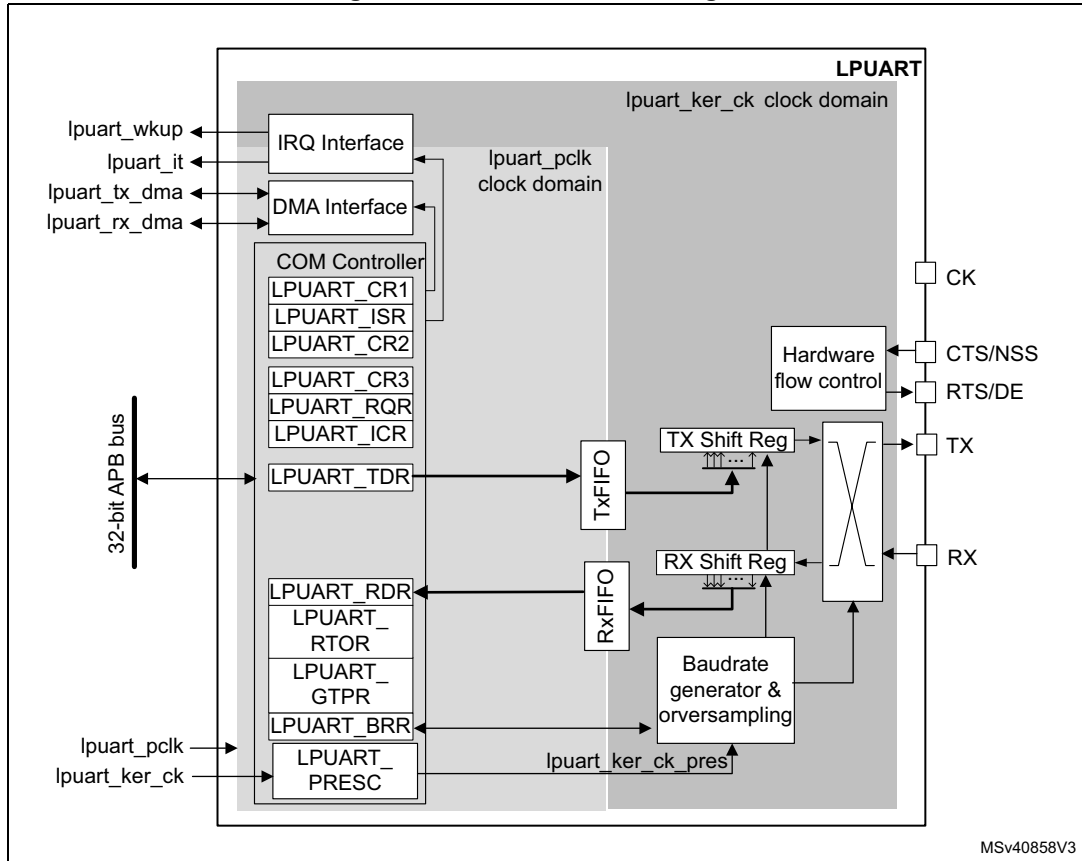 LPUART
lpuart_ker_ck clock domain
lpuart_wkup
IRQ Interface
lpuart_it
lpuart_pclk
clock domain
lpuart_tx_dma
DMA Interface
lpuart_rx_dma
COM Controller
LPUART_CR1
CK
LPUART_ISR
LPUART_CR2
Hardware
flow control
CTS/NSS
RTS/DE
LPUART_CR3
LPUART_RQR
LPUART_ICR
32-bit APB bus
TX Shift Reg
...
TX
LPUART_TDR
TxFIFO
RX Shift Reg
...
RX
LPUART_RDR
RxFIFO
LPUART_
RTOR
LPUART_
GTPR
LPUART_BRR
Baudrate
generator &
orversampling
lpuart_pclk
lpuart_ker_ck
LPUART_
PRESC
lpuart_ker_ck_pres
MSv40858V3